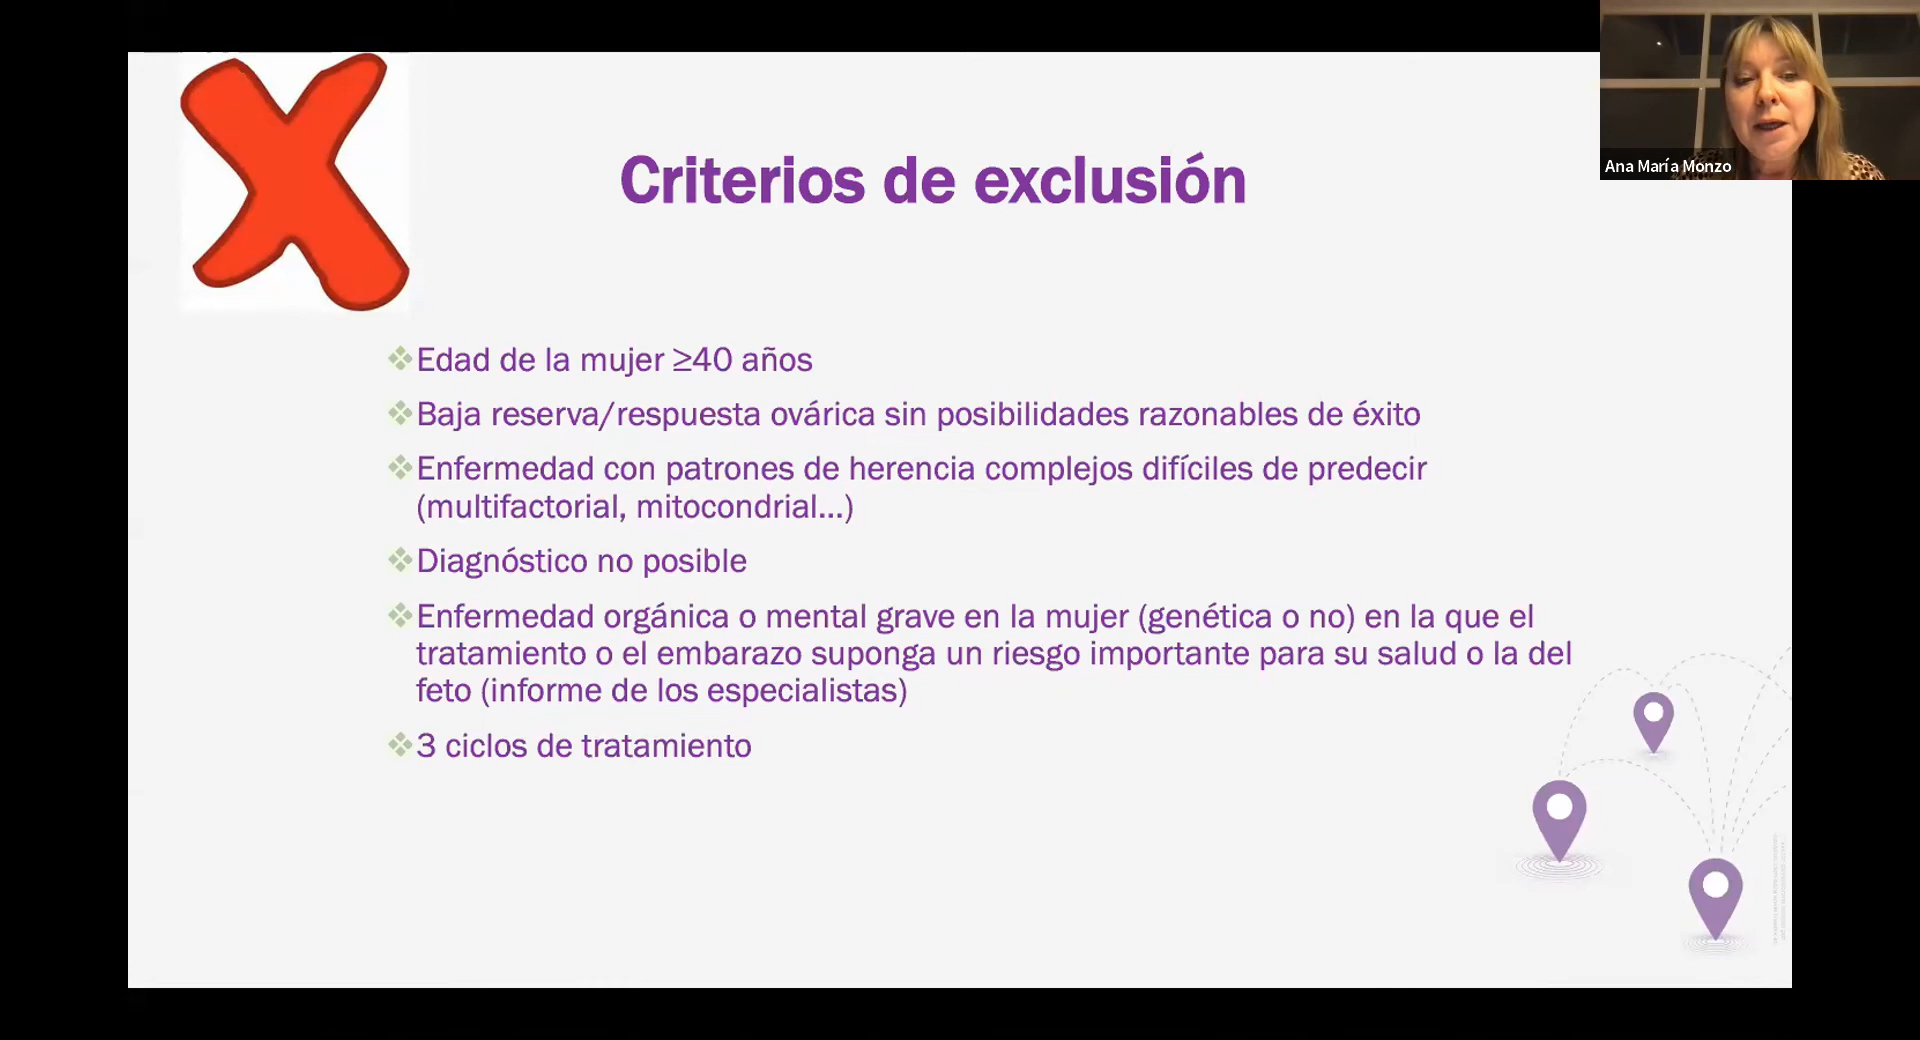 Criterios de exclusión
Ana María Monzo
Edad de la mujer ≥40 años
Baja reserva/respuesta ovárica sin posibilidades razonables de éxito
Enfermedad con patrones de herencia complejos difíciles de predecir
(multifactorial, mitocondrial...)
Diagnóstico no posible
Enfermedad orgánica o mental grave en la mujer (genética o no) en la que el
tratamiento o el embarazo suponga un riesgo importante para su salud o la del
feto (informe de los especialistas)
3 ciclos de tratamiento